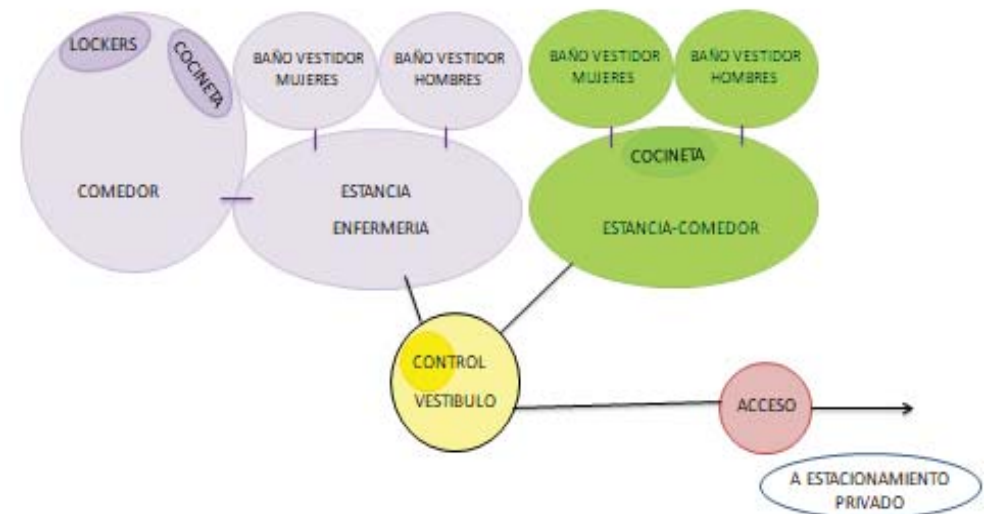 LOCKERS
COCINETA
COMEDOR
BAÑO VESTIDOR
MUJERES
BAÑO VESTIDOR
HOMBRES
ESTANCIA
ENFERMERIA
BAÑO VESTIDOR
MUJERES
BAÑO VESTIDOR
HOMBRES
COCINETA
ESTANCIA-COMEDOR
CONTROL
VESTIBULO
ACCESO
A ESTACIONAMIENTO
PRIVADO